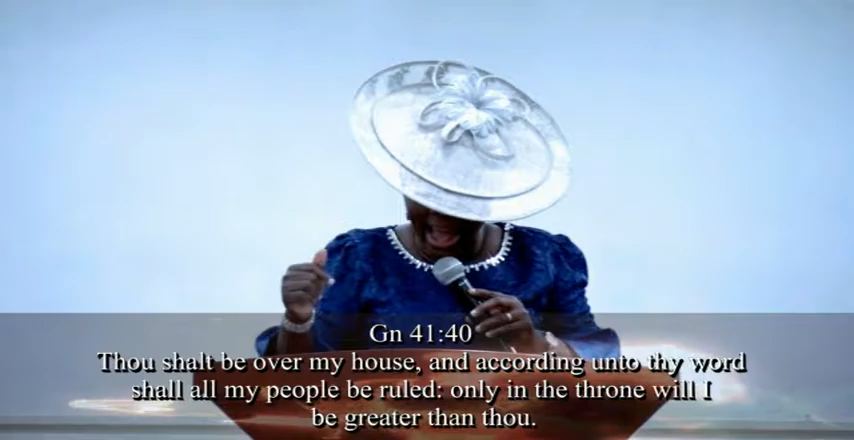 Gn 41:40
Thou shalt be over my house, and according unto thy word
shall all my people be ruled: only in the throne will I
be greater than thou.